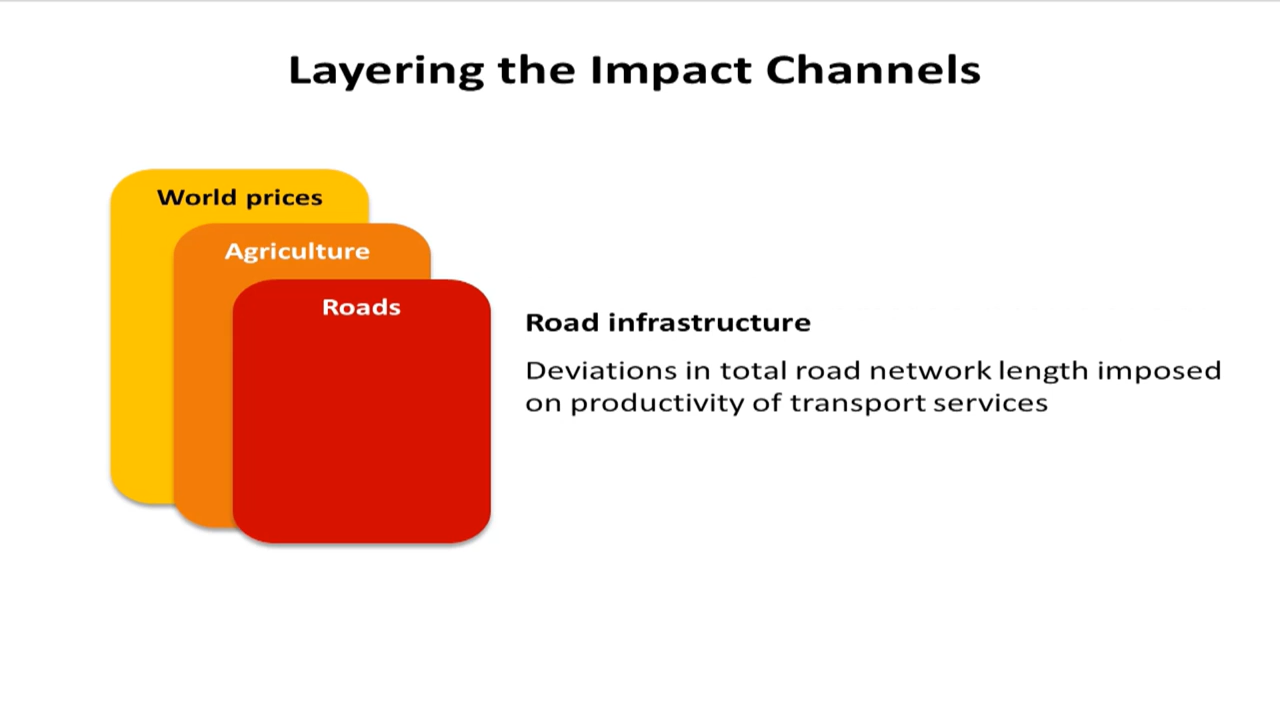 Layering the Impact Channels
World prices
Agriculture
Roads
Road infrastructure
Deviations in total road network length imposed
on productivity of transport services